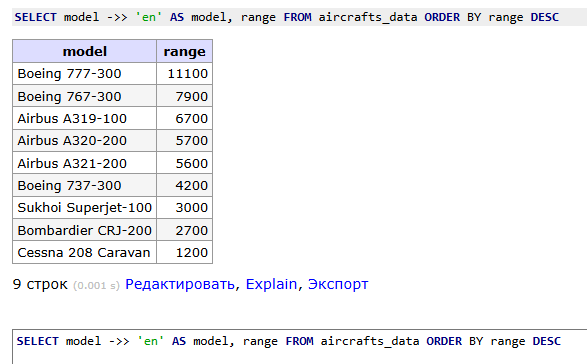 SELECT model ->> 'en' AS model, range FROM aircrafts_data ORDER BY range DESC
model range
Boeing 777-300 11100
Boeing 767-300 7900
Airbus A319-100 6700
Airbus A320-200 5700
Airbus A321-200 5600
Boeing 737-300 4200
Sukhoi Superjet-100 3000
Bombardier CRJ-200 2700
Cessna 208 Caravan 1200
9 строк (0.001 s) Редактировать, Explain, Экспорт
SELECT model ->> 'en' AS model, range FROM aircrafts_data ORDER BY range DESC